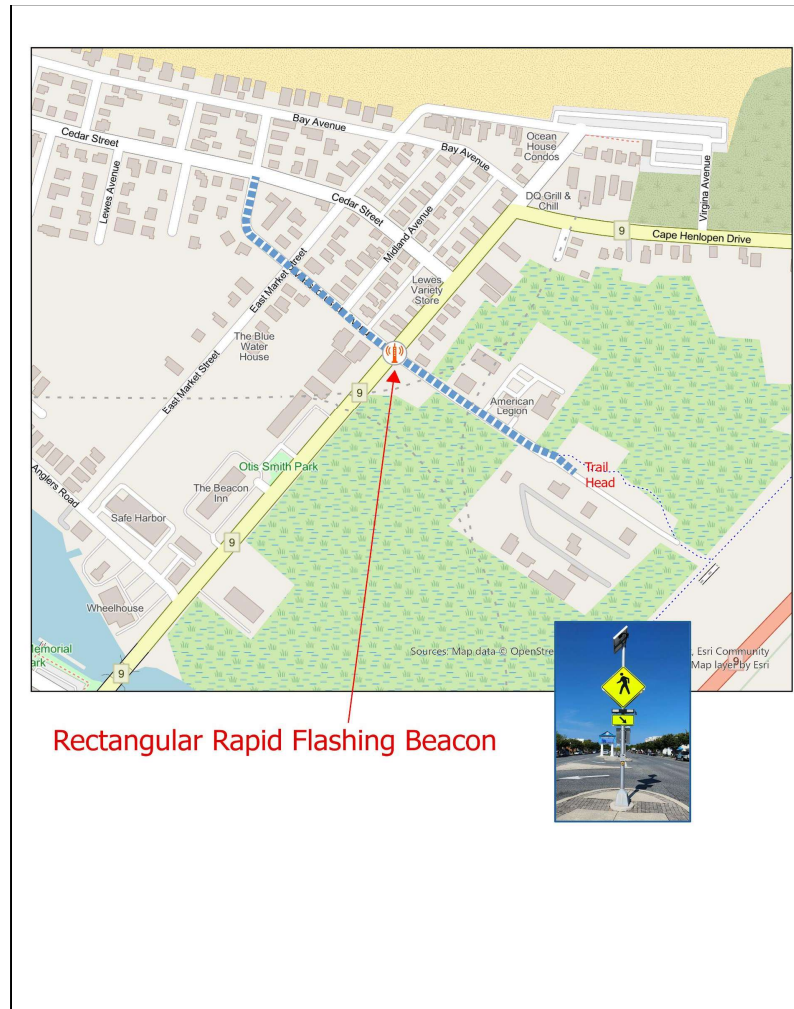 Bay Avenue
Cedar Street
Lewes Avenue
Ocean
House
Condos
Bay Avenue
Virgina Avenue
DQ Grill &
Chill
Cedar Street
Midland Avenue
9
Cape Henlopen Drive
East Market Street
Lewes
Variety
Store
The Blue
Water
House
East Market Street
9
American
Legion
Otis Smith Park
Trail
Head
Anglers Road
The Beacon
Inn
Safe Harbor
9
Wheelhouse
Memorial
ark
9
Sources: Map data © OpenStre
, Esri Community
Map layer by Esri
9
Rectangular Rapid Flashing Beacon